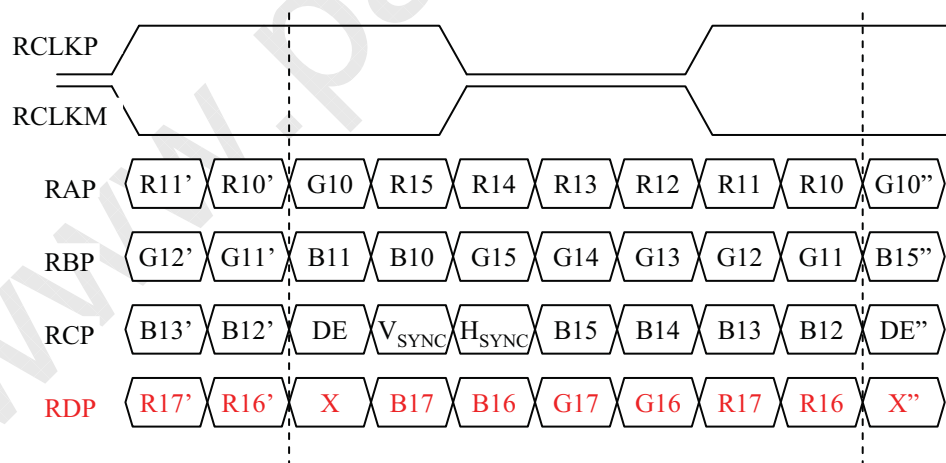 RCLKP
RCLKM
RAP R11’ R10’ G10 R15 R14 R13 R12 R11 R10 G10”
RBP G12’ G11’ B11 B10 G15 G14 G13 G12 G11 B15”
RCP B13’ B12’ DE VSYNC HSYNC B15 B14 B13 B12 DE”
RDP R17’ R16’ X B17 B16 G17 G16 R17 R16 X”
www.pa